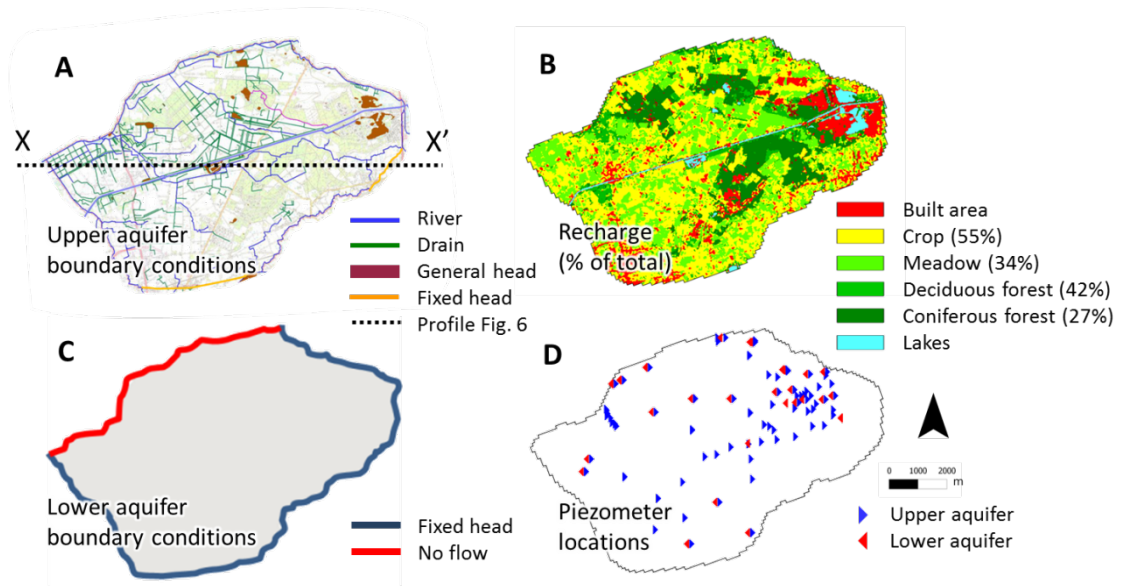 A
X
X'
Upper aquifer
boundary conditions
River
Drain
General head
Fixed head
Profile Fig. 6
B
Recharge
(% of total)
Built area
Crop (55%)
Meadow (34%)
Deciduous forest (42%)
Coniferous forest (27%)
Lakes
C
Lower aquifer
boundary conditions
Fixed head
No flow
D
Piezometer
locations
0 1000 2000
m
Upper aquifer
Lower aquifer